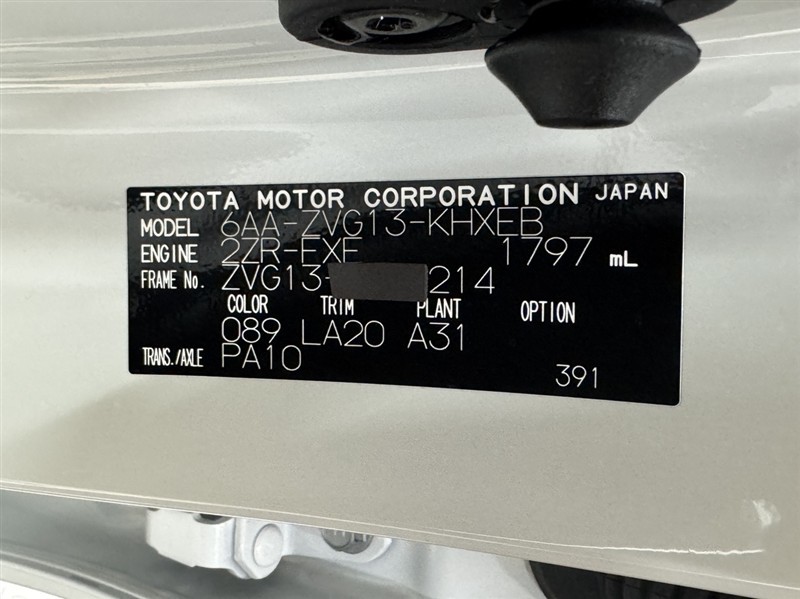 TOYOTA MOTOR CORPORATION JAPAN
MODEL 6AA-ZVG13-KHXEB
ENGINE 2ZR-FXE 1797 mL
FRAME No. ZVG13- 214
COLOR TRIM PLANT OPTION
089 LA20 A31
TRANS./AXLE PA10
391